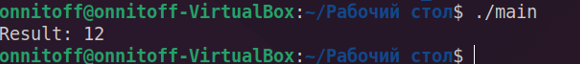 onnitoff@onnitoff-VirtualBox:~/Рабочий стол$ ./main
Result: 12
onnitoff@onnitoff-VirtualBox:~/Рабочий стол$